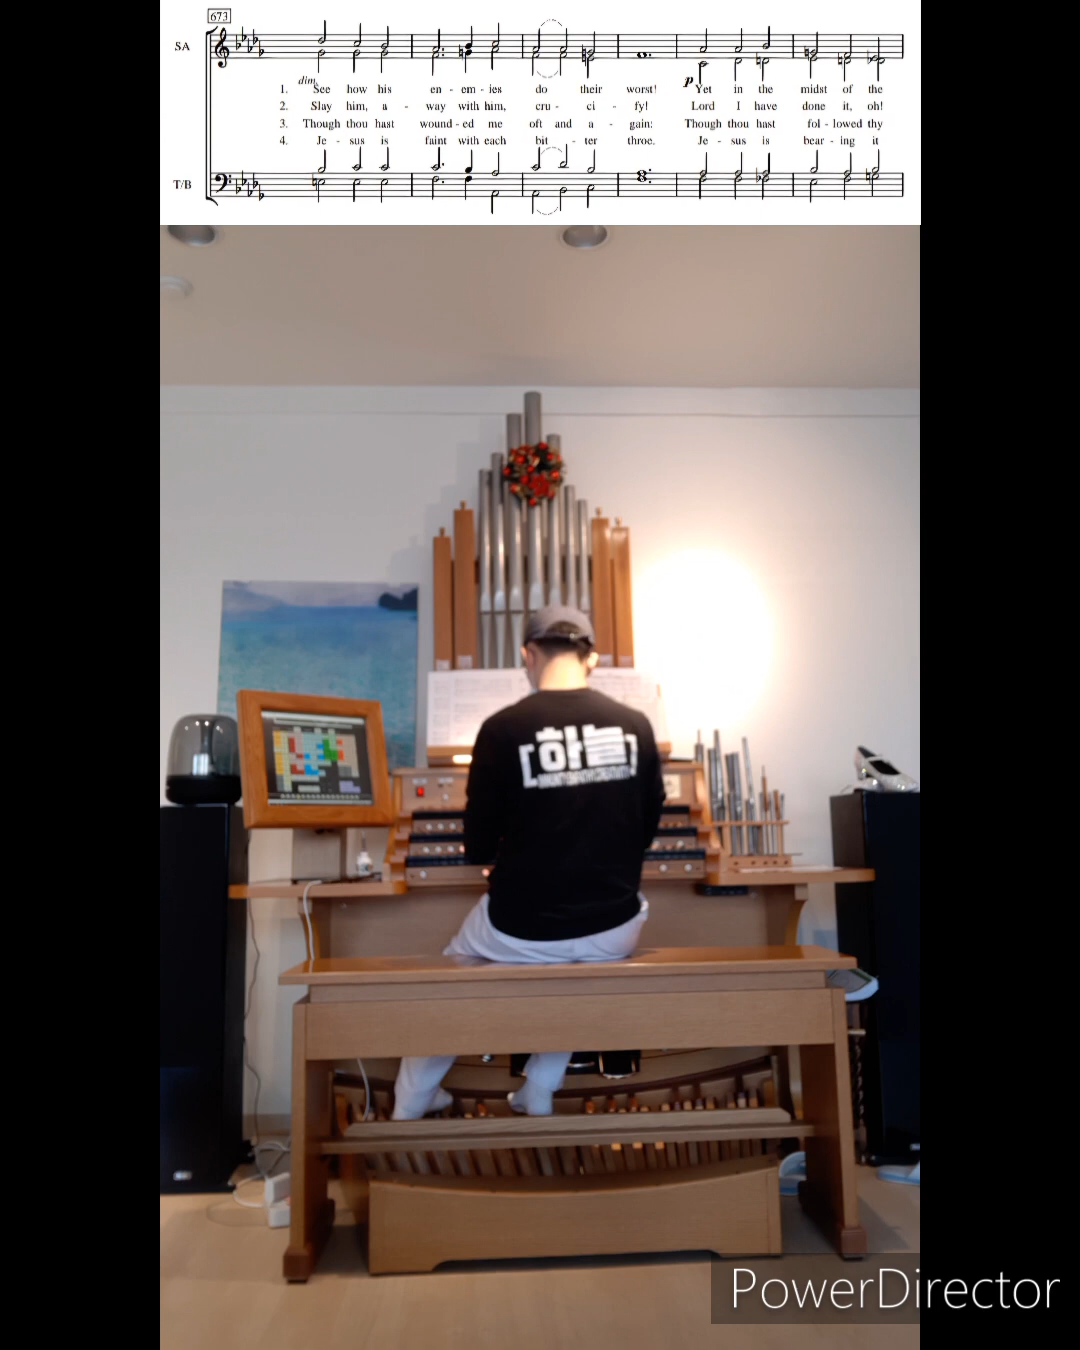 673
SA
dim.
1. See how his en - em - ies do their worst! Yet in the midst of the
2. Slay him, a - way with him, cru - ci - fy! Lord I have done it, oh!
3. Though thou hast wound - ed me oft and a - gain: Though thou hast fol - lowed thy
4. Je - sus is faint with each bit - ter throe. Je - sus is bear - ing it
p
T/B
[하늘]
PowerDirector